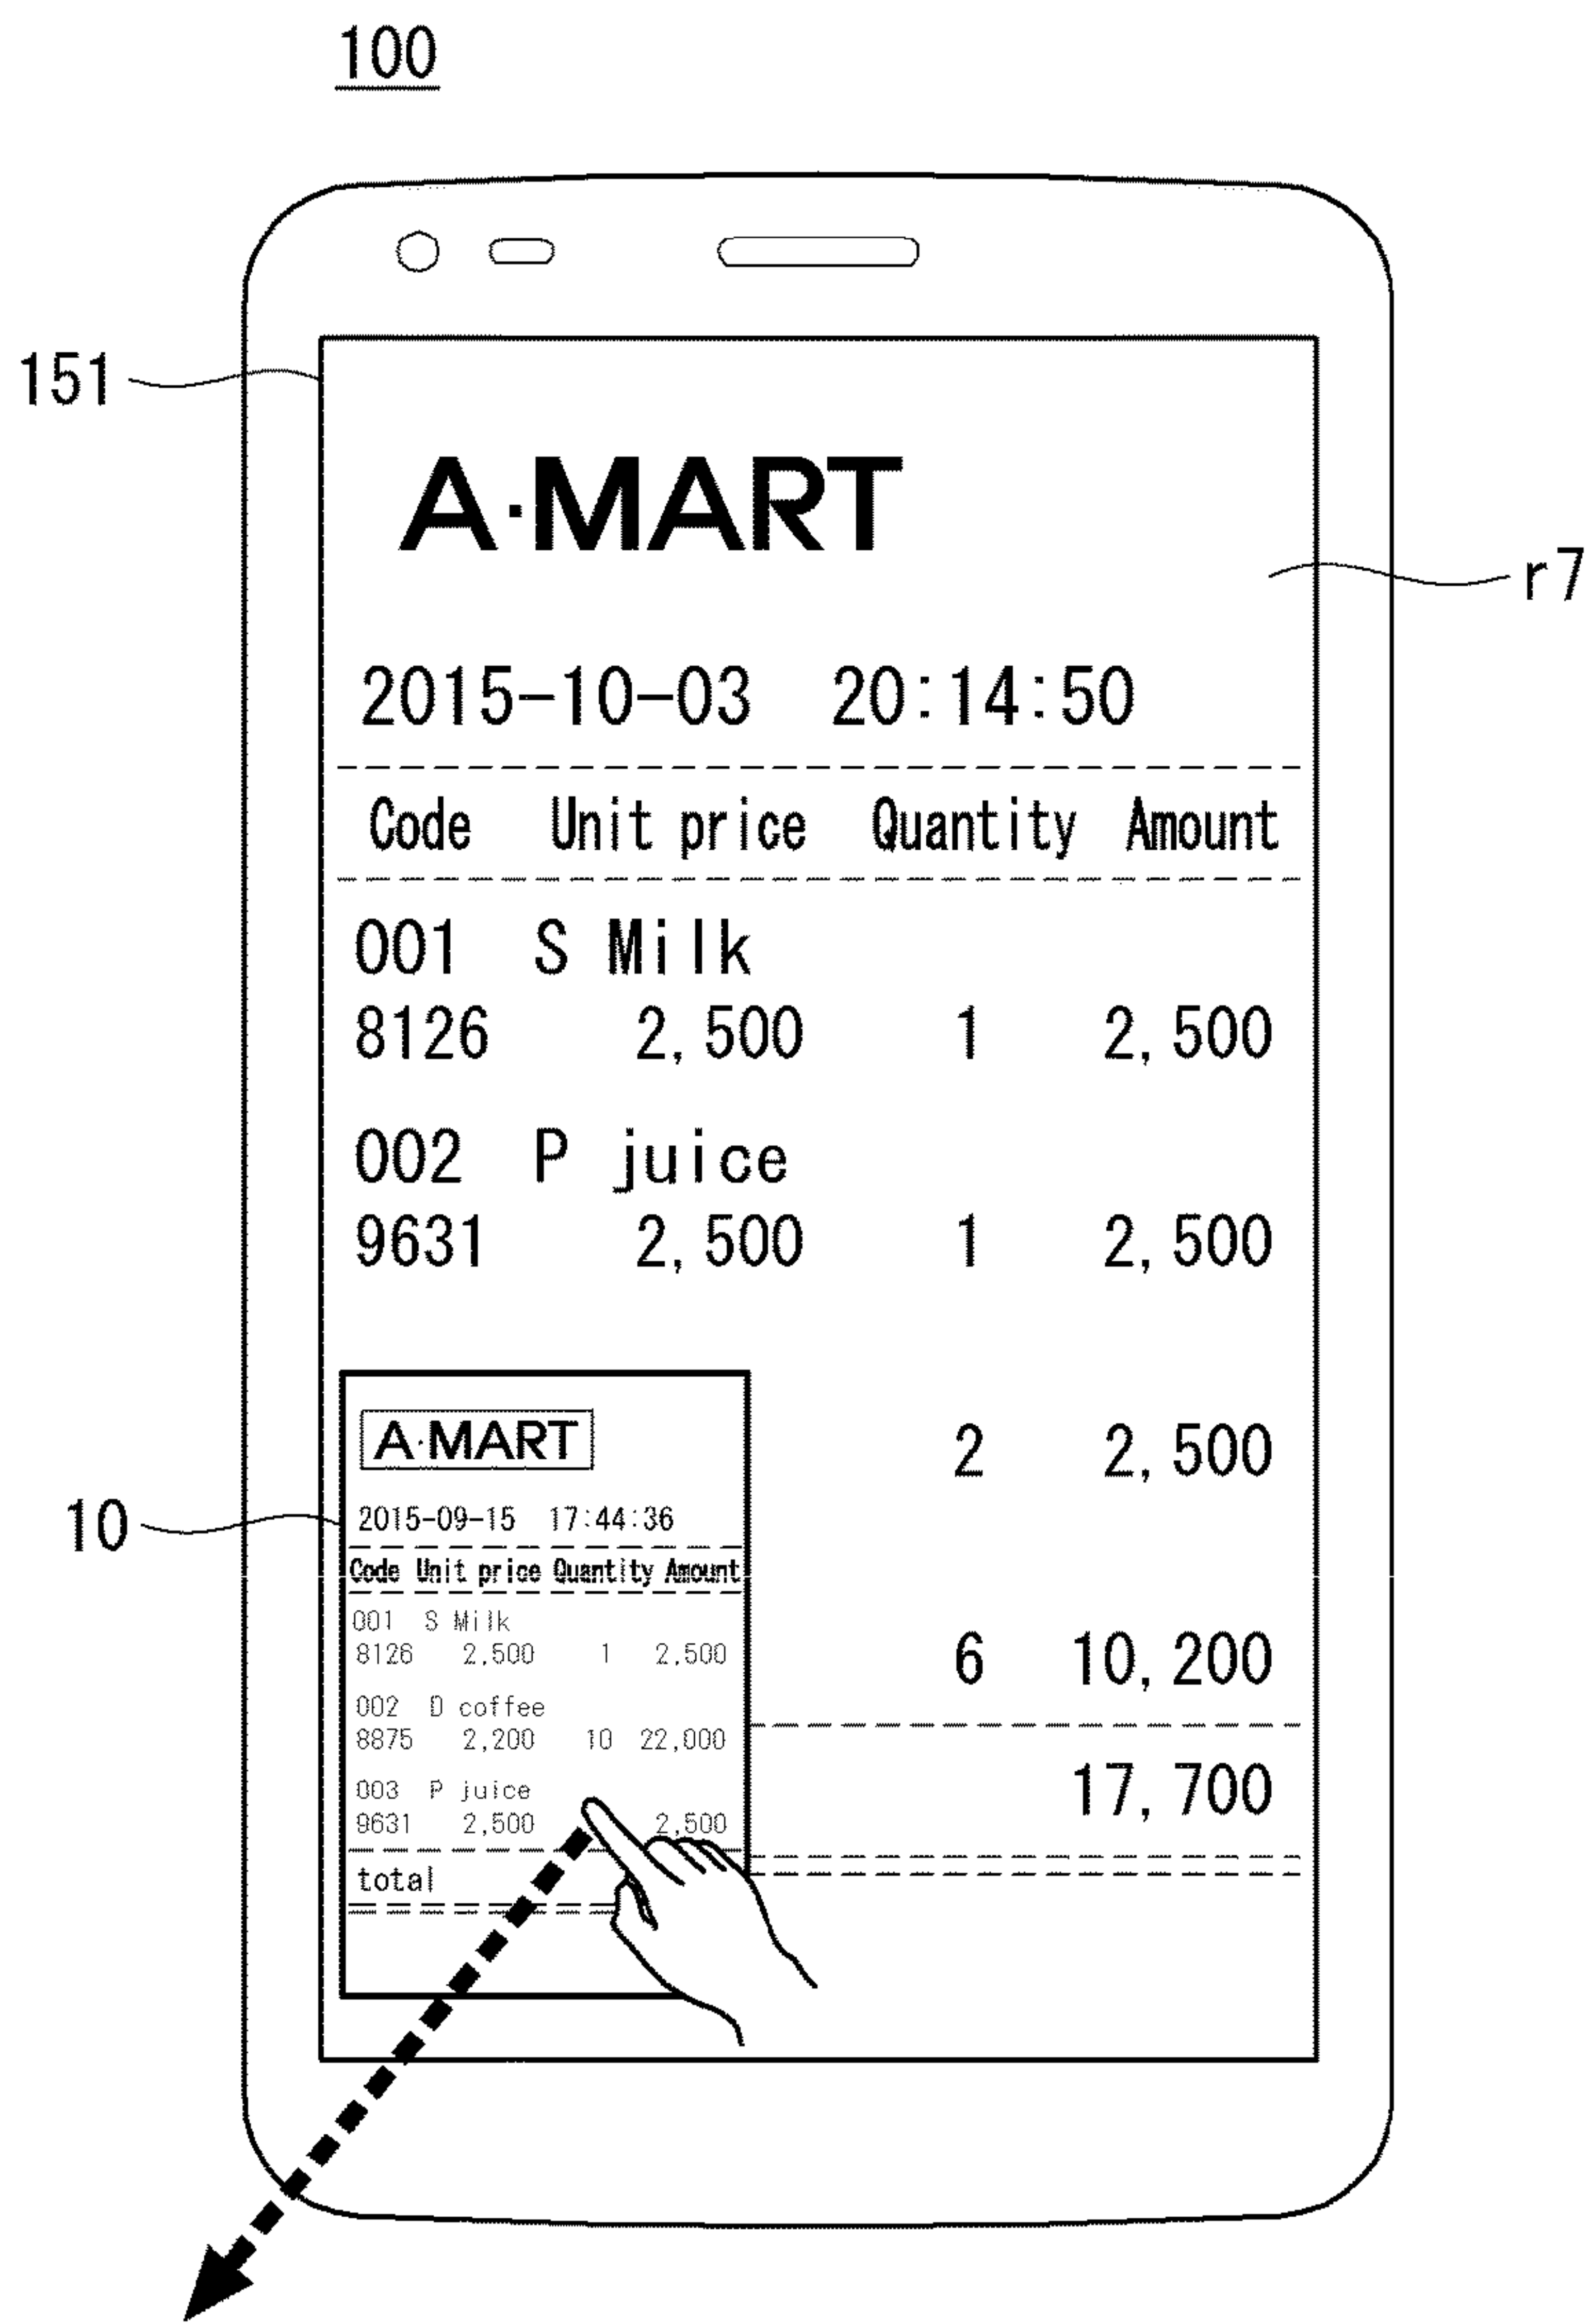 100
151
A·MART
r7
2015-10-03 20:14:50
Code Unit price Quantity Amount
001 S Milk
8126 2,500 1 2,500
002 P juice
9631 2,500 1 2,500
2 2,500
6 10,200
17,700
10
A·MART
2015-09-15 17:44:36
Code Unit price Quantity Amount
001 S Milk
8126 2,500 1 2,500
002 D coffee
8875 2,200 10 22,000
003 P juice
9631 2,500 2,500
total